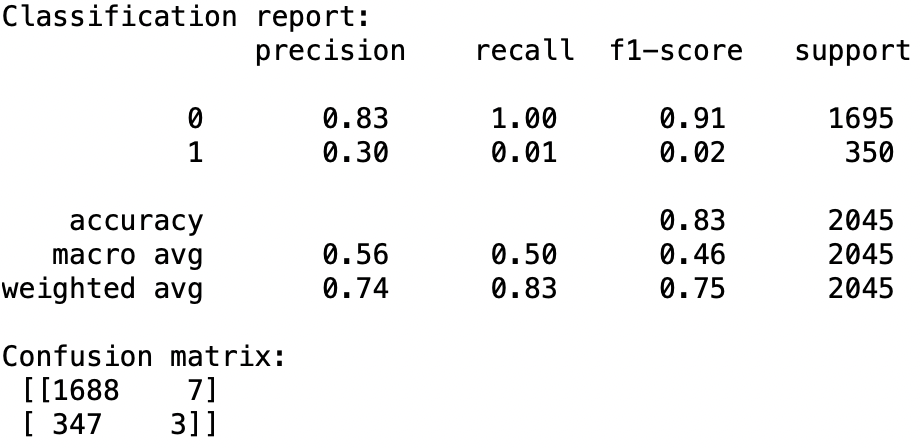 Classification report:
precision recall f1-score support
0 0.83 1.00 0.91 1695
1 0.30 0.01 0.02 350
accuracy 0.83 2045
macro avg 0.56 0.50 0.46 2045
weighted avg 0.74 0.83 0.75 2045
Confusion matrix:
[[1688 7]
[ 347 3]]